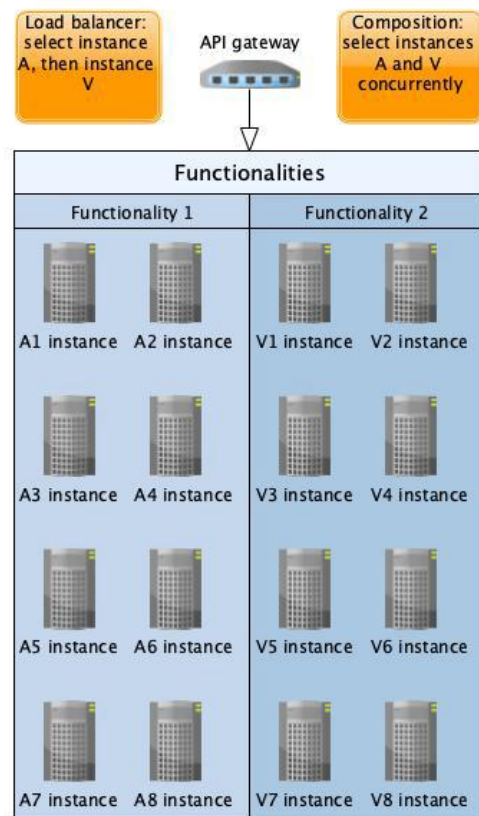 Load balancer:
select instance
A, then instance
V
API gateway
Composition:
select instances
A and V
concurrently
Functionalities
Functionality 1
Functionality 2
A1 instance
A2 instance
V1 instance
V2 instance
A3 instance
A4 instance
V3 instance
V4 instance
A5 instance
A6 instance
V5 instance
V6 instance
A7 instance
A8 instance
V7 instance
V8 instance